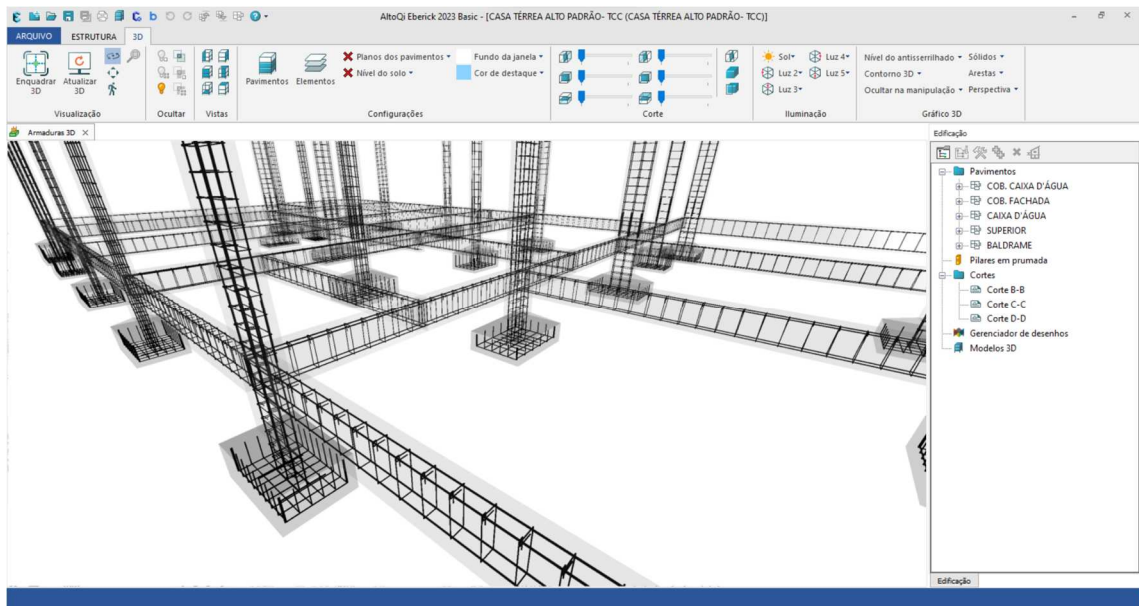 AltoQi Eberick 2023 Basic - [CASA TÉRREA ALTO PADRÃO- TCC (CASA TÉRREA ALTO PADRÃO- TCC)]
ARQUIVO ESTRUTURA 3D
Enquadrar 3D
Atualizar 3D
Visualização
Ocultar
Vistas
Pavimentos
Elementos
Planos dos pavimentos
Nível do solo
Fundo da janela
Cor de destaque
Configurações
Corte
Sol
Luz 2
Luz 3
Luz 4
Luz 5
Iluminação
Nível do antisserrilhado
Contorno 3D
Ocultar na manipulação
Sólidos
Arestas
Perspectiva
Gráfico 3D
Armaduras 3D
Edificação
Pavimentos
COB. CAIXA D'ÁGUA
COB. FACHADA
CAIXA D'ÁGUA
SUPERIOR
BALDRAME
Pilares em prumada
Cortes
Corte B-B
Corte C-C
Corte D-D
Gerenciador de desenhos
Modelos 3D
Edificação